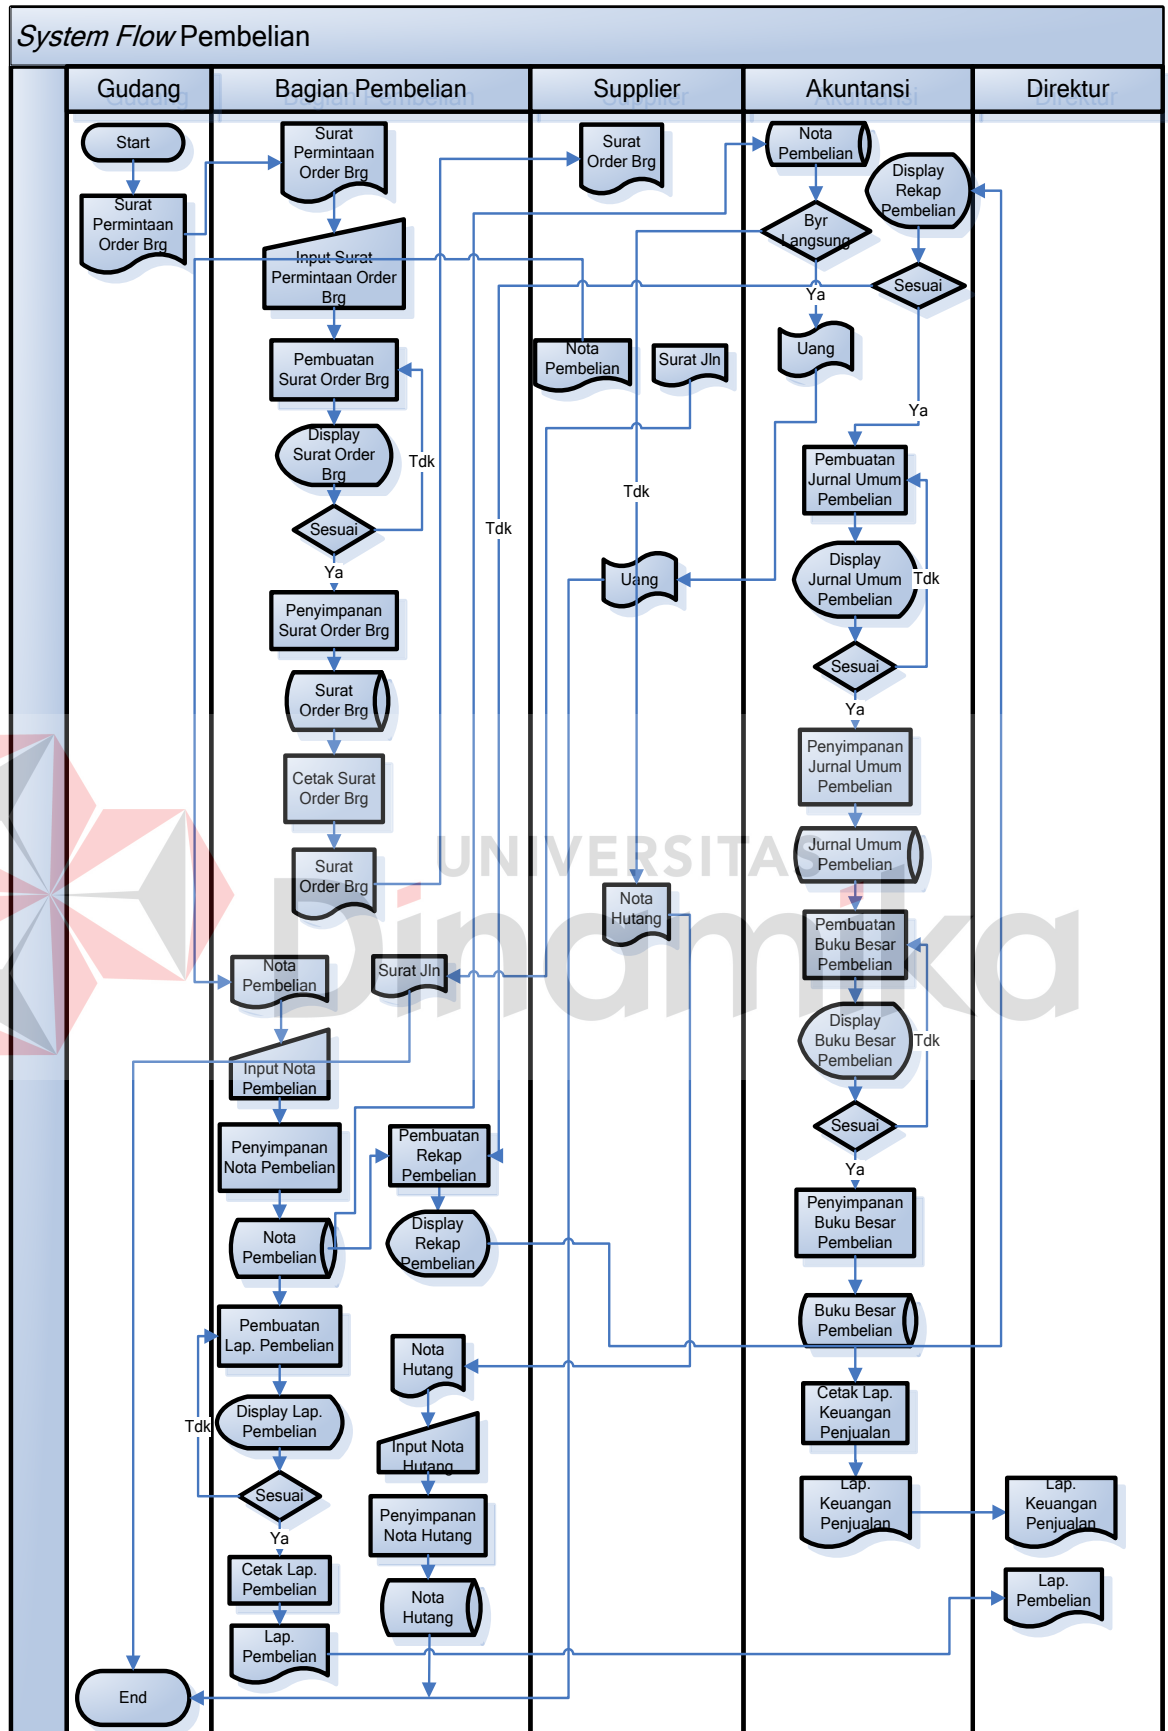 System Flow Pembelian
Gudang
Bagian Pembelian
Supplier
Akuntansi
Direktur
Start
Surat
Permintaan
Order Brg
End
Surat
Permintaan
Order Brg
Input Surat
Permintaan Order
Brg
Pembuatan
Surat Order Brg
Display
Surat Order
Brg
Tdk
Sesuai
Ya
Penyimpanan
Surat Order Brg
Surat
Order Brg
Cetak Surat
Order Brg
Surat
Order Brg
Nota
Pembelian
Surat Jln
Input Nota
Pembelian
Penyimpanan
Nota Pembelian
Pembuatan
Rekap
Pembelian
Nota
Pembelian
Display
Rekap
Pembelian
Pembuatan
Lap. Pembelian
Display Lap.
Pembelian
Tdk
Sesuai
Ya
Cetak Lap.
Pembelian
Lap.
Pembelian
Nota
Hutang
Input Nota
Hutang
Penyimpanan
Nota Hutang
Nota
Hutang
Tdk
Surat
Order Brg
Nota
Pembelian
Surat Jln
Tdk
Uang
Nota
Hutang
Nota
Pembelian
Display
Rekap
Pembelian
Byr
Langsung
Sesuai
Ya
Uang
Ya
Pembuatan
Jurnal Umum
Pembelian
Display
Jurnal Umum
Pembelian
Tdk
Sesuai
Ya
Penyimpanan
Jurnal Umum
Pembelian
Jurnal Umum
Pembelian
Pembuatan
Buku Besar
Pembelian
Display
Buku Besar
Pembelian
Tdk
Sesuai
Ya
Penyimpanan
Buku Besar
Pembelian
Buku Besar
Pembelian
Cetak Lap.
Keuangan
Penjualan
Lap.
Keuangan
Penjualan
Lap.
Keuangan
Penjualan
Lap.
Pembelian
UNIVERSITAS
Dinamika